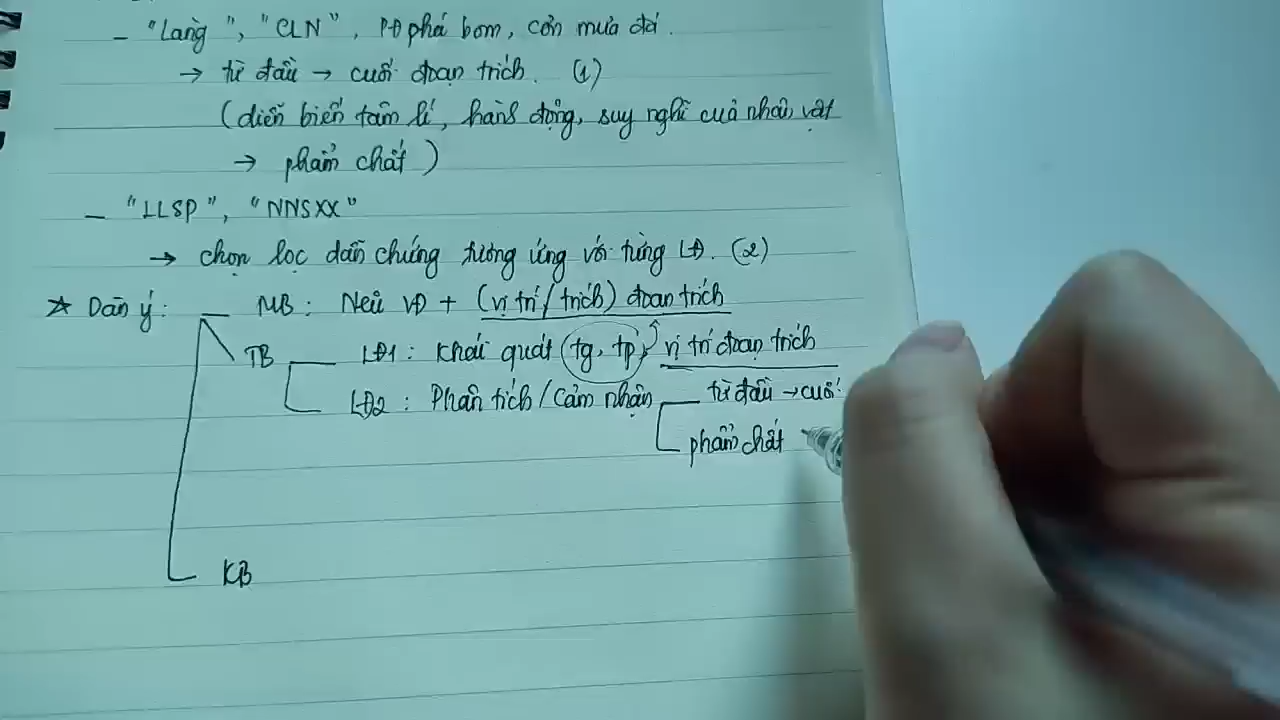 - "Làng", "CLN", PĐ phá bom, cơn mưa đá.
→ từ đầu → cuối đoạn trích. (1)
(diễn biến tâm lí, hành động, suy nghĩ của nhân vật
→ phẩm chất)
- "LLSP", "NNSXX"
→ chọn lọc dẫn chứng tương ứng với từng LĐ. (2)
☆ Dàn ý: - MB: Nêu VĐ + (vị trí/trích) đoạn trích
TB - LĐ1: Khái quát (tg, tp), vị trí đoạn trích
LĐ2: Phân tích/Cảm nhận - từ đầu → cuối
phẩm chất
KB